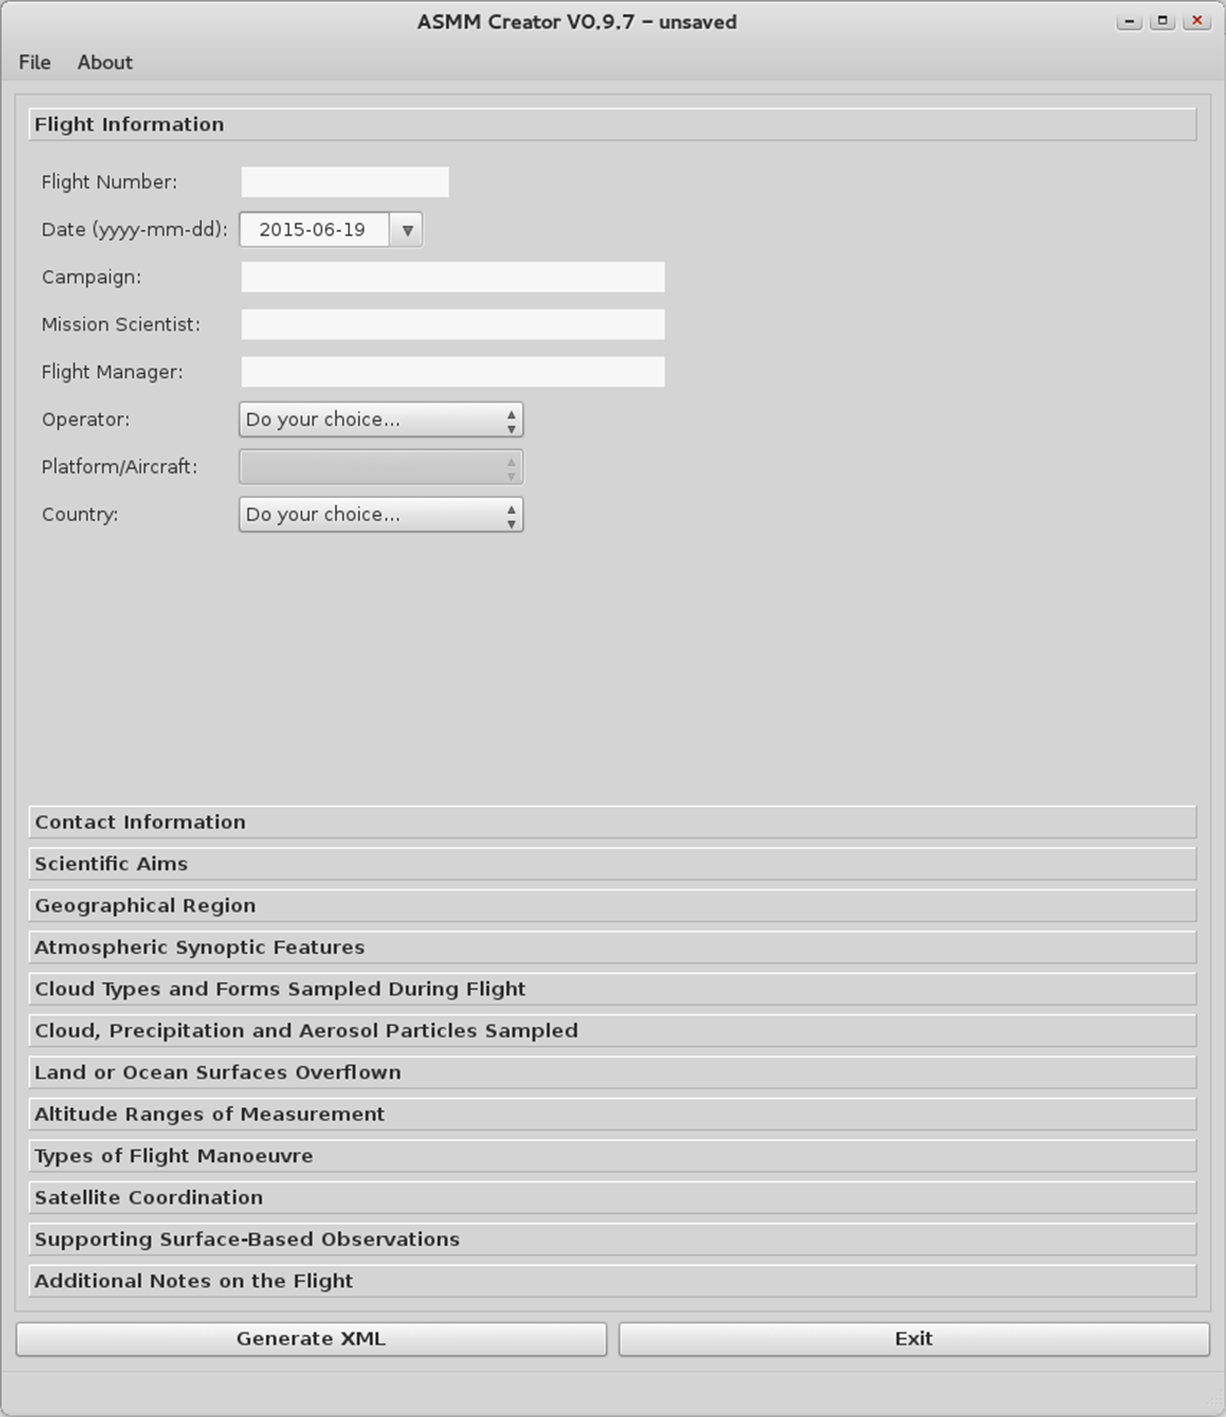 ASMM Creator V0.9.7 – unsaved
File About
Flight Information
Flight Number:
Date (yyyy-mm-dd): 2015-06-19
Campaign:
Mission Scientist:
Flight Manager:
Operator: Do your choice...
Platform/Aircraft:
Country: Do your choice...
Contact Information
Scientific Aims
Geographical Region
Atmospheric Synoptic Features
Cloud Types and Forms Sampled During Flight
Cloud, Precipitation and Aerosol Particles Sampled
Land or Ocean Surfaces Overflown
Altitude Ranges of Measurement
Types of Flight Manoeuvre
Satellite Coordination
Supporting Surface-Based Observations
Additional Notes on the Flight
Generate XML Exit